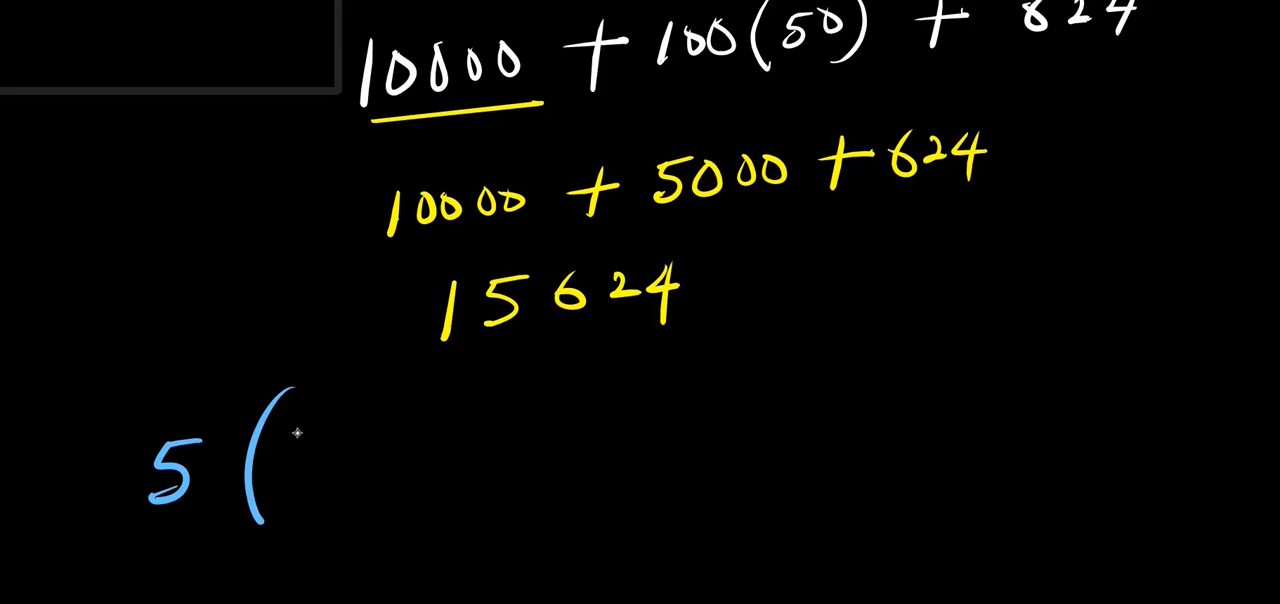 10000 + 100(50) + 624
10000 + 5000 + 624
15624
5 (